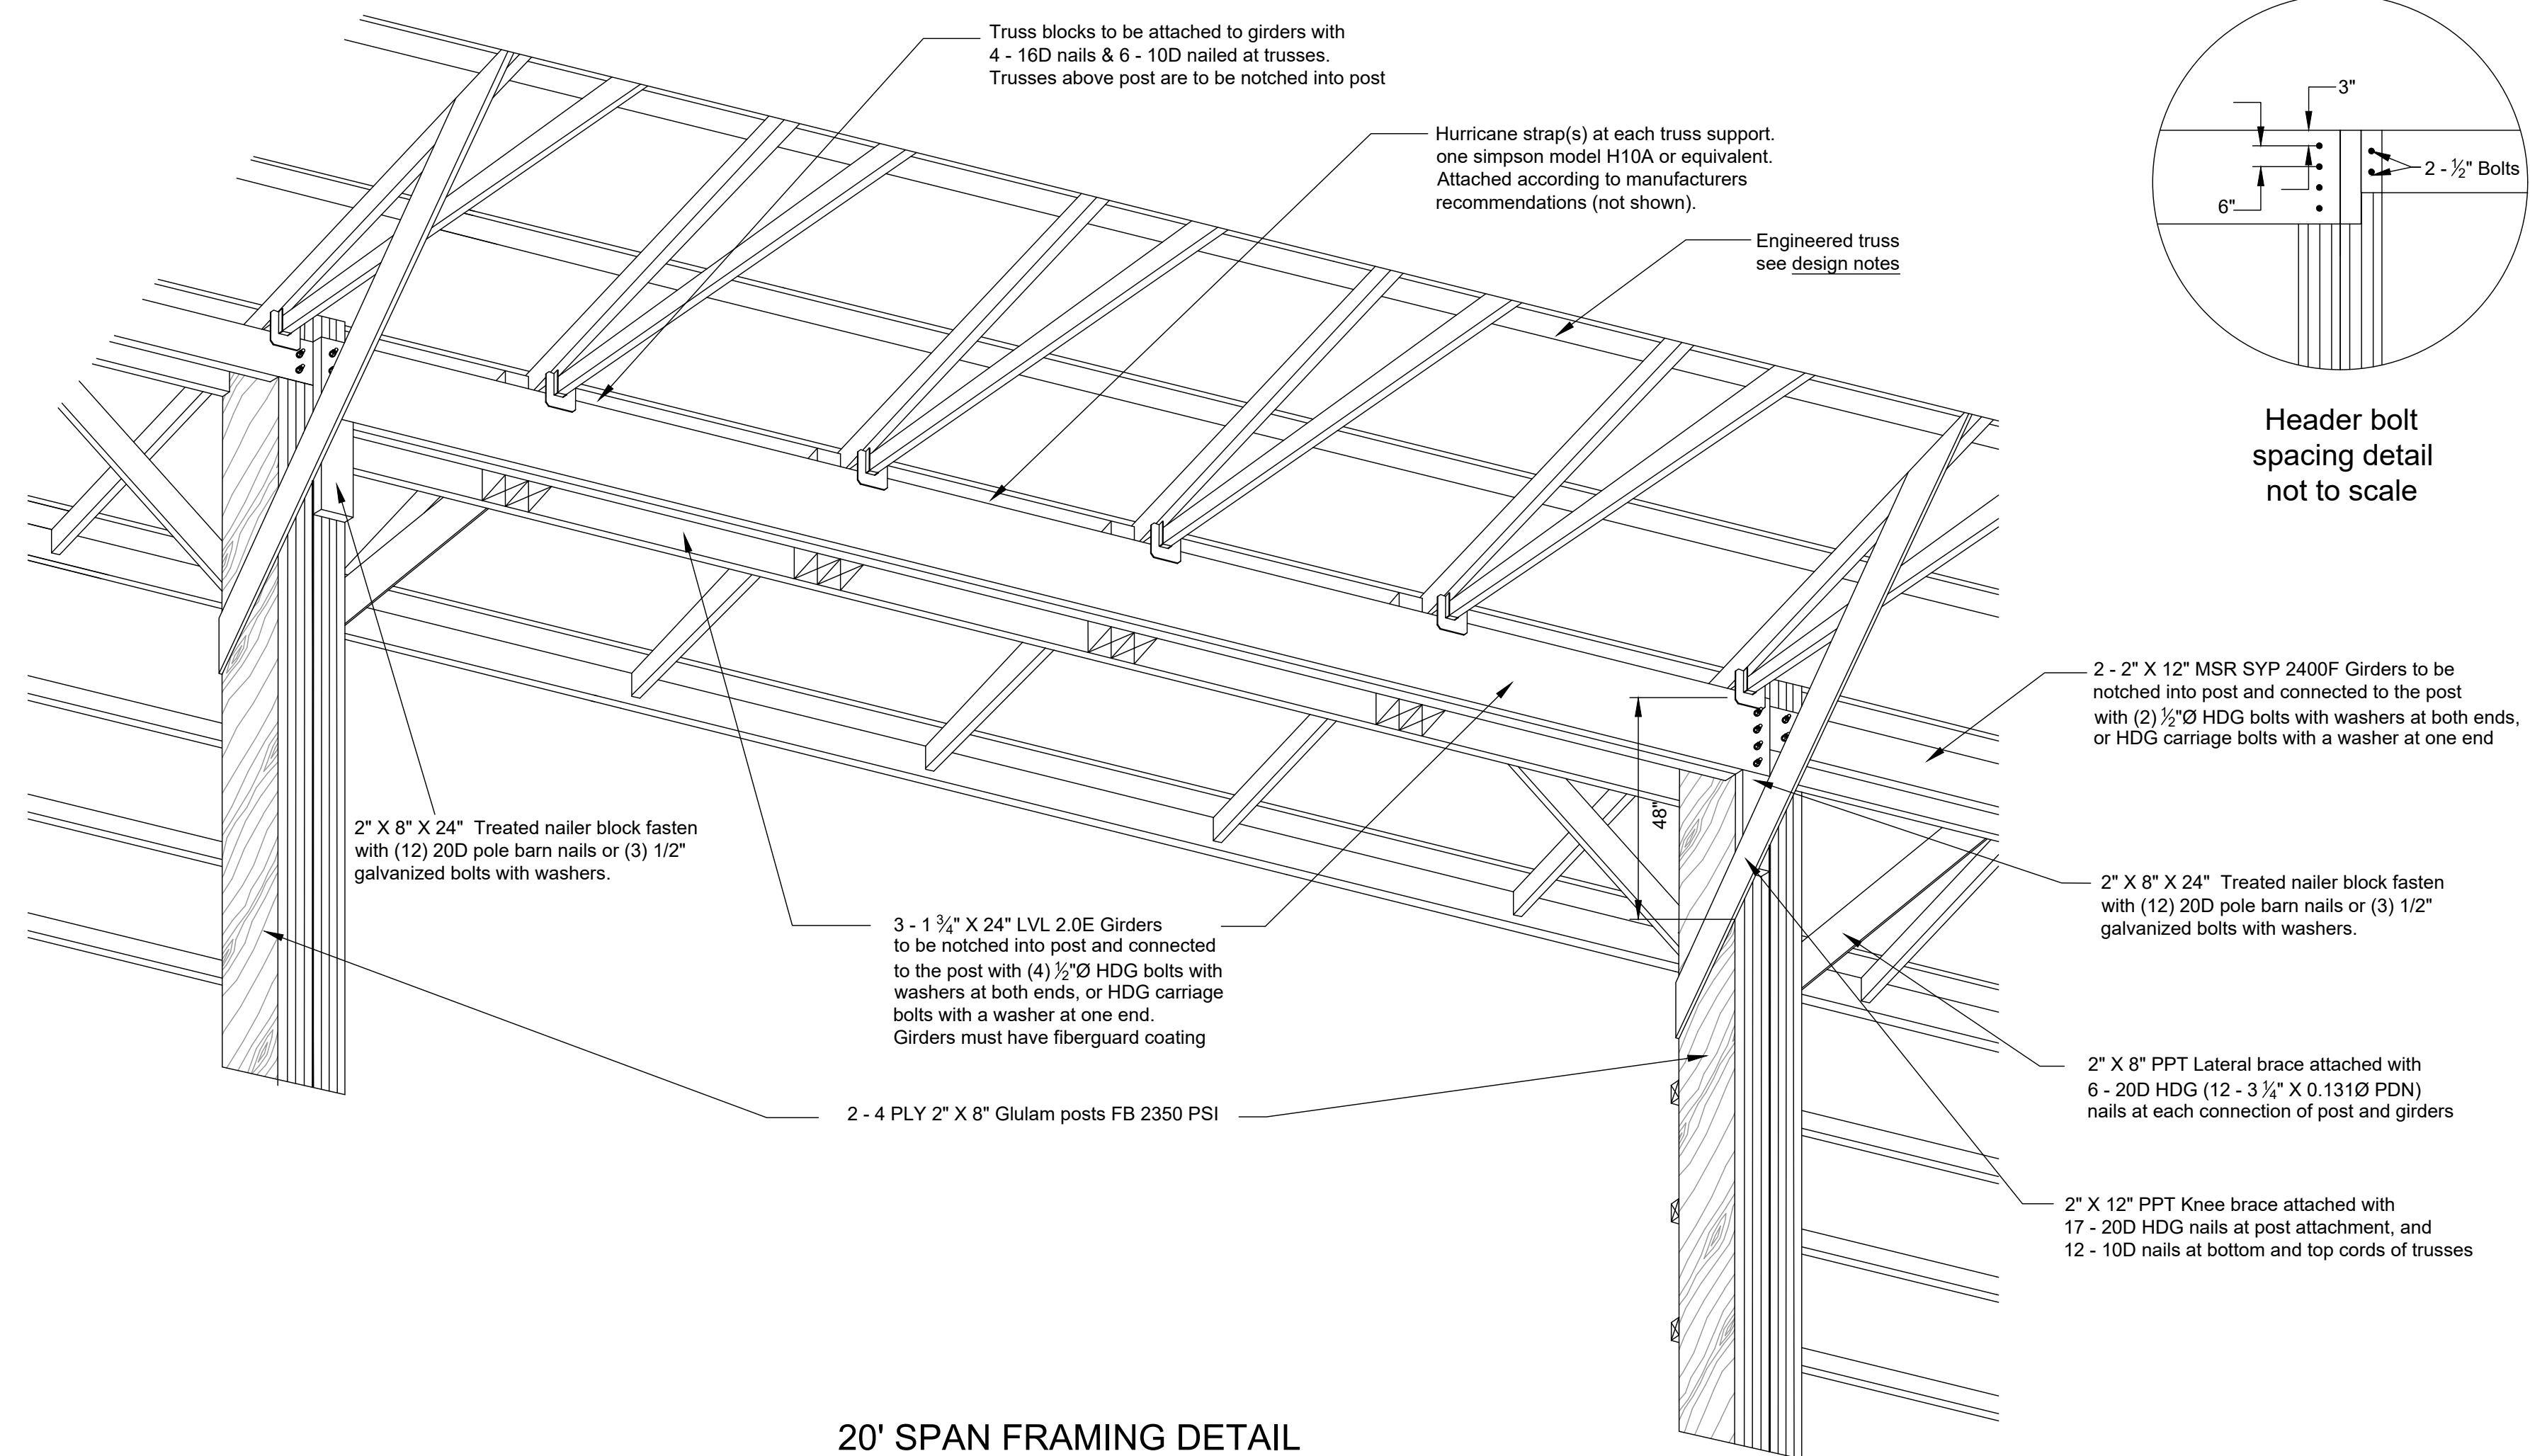 Truss blocks to be attached to girders with
4 - 16D nails & 6 - 10D nailed at trusses.
Trusses above post are to be notched into post
Hurricane strap(s) at each truss support.
one simpson model H10A or equivalent.
Attached according to manufacturers
recommendations (not shown).
Engineered truss
see design notes
3"
2 - ½" Bolts
6"
Header bolt
spacing detail
not to scale
2 - 2" X 12" MSR SYP 2400F Girders to be
notched into post and connected to the post
with (2) ½"Ø HDG bolts with washers at both ends,
or HDG carriage bolts with a washer at one end
48"
2" X 8" X 24" Treated nailer block fasten
with (12) 20D pole barn nails or (3) 1/2"
galvanized bolts with washers.
2" X 8" X 24" Treated nailer block fasten
with (12) 20D pole barn nails or (3) 1/2"
galvanized bolts with washers.
3 - 1 ¾" X 24" LVL 2.0E Girders
to be notched into post and connected
to the post with (4) ½"Ø HDG bolts with
washers at both ends, or HDG carriage
bolts with a washer at one end.
Girders must have fiberguard coating
2" X 8" PPT Lateral brace attached with
6 - 20D HDG (12 - 3 ¼" X 0.131Ø PDN)
nails at each connection of post and girders
2 - 4 PLY 2" X 8" Glulam posts FB 2350 PSI
2" X 12" PPT Knee brace attached with
17 - 20D HDG nails at post attachment, and
12 - 10D nails at bottom and top cords of trusses
20' SPAN FRAMING DETAIL